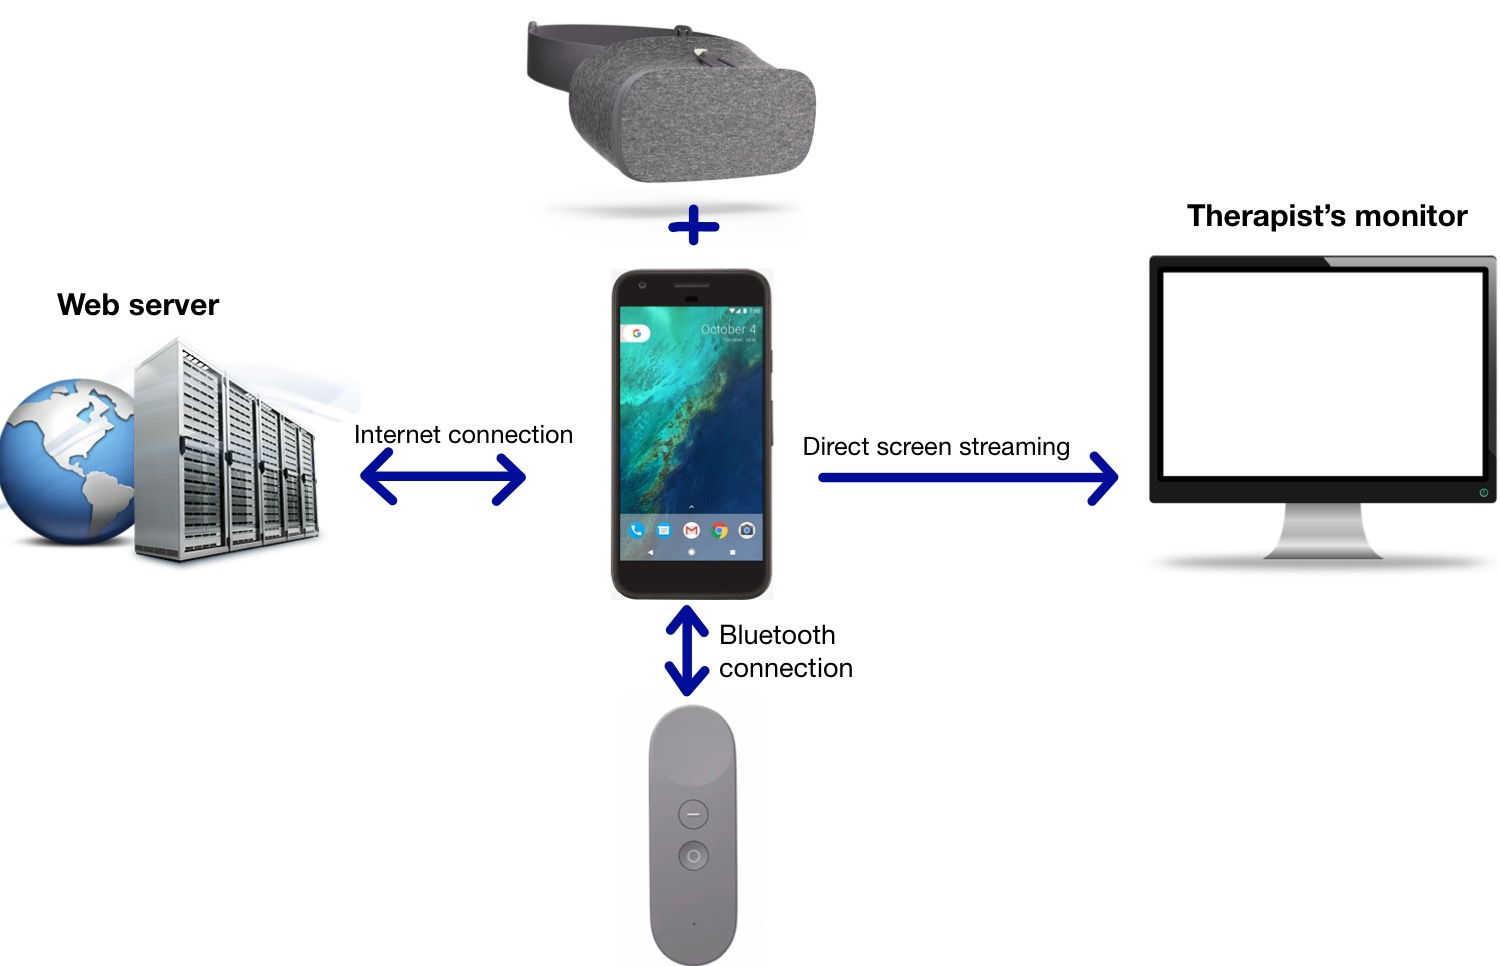 Therapist's monitor
Web server
October 4
Internet connection
Direct screen streaming
Bluetooth
connection